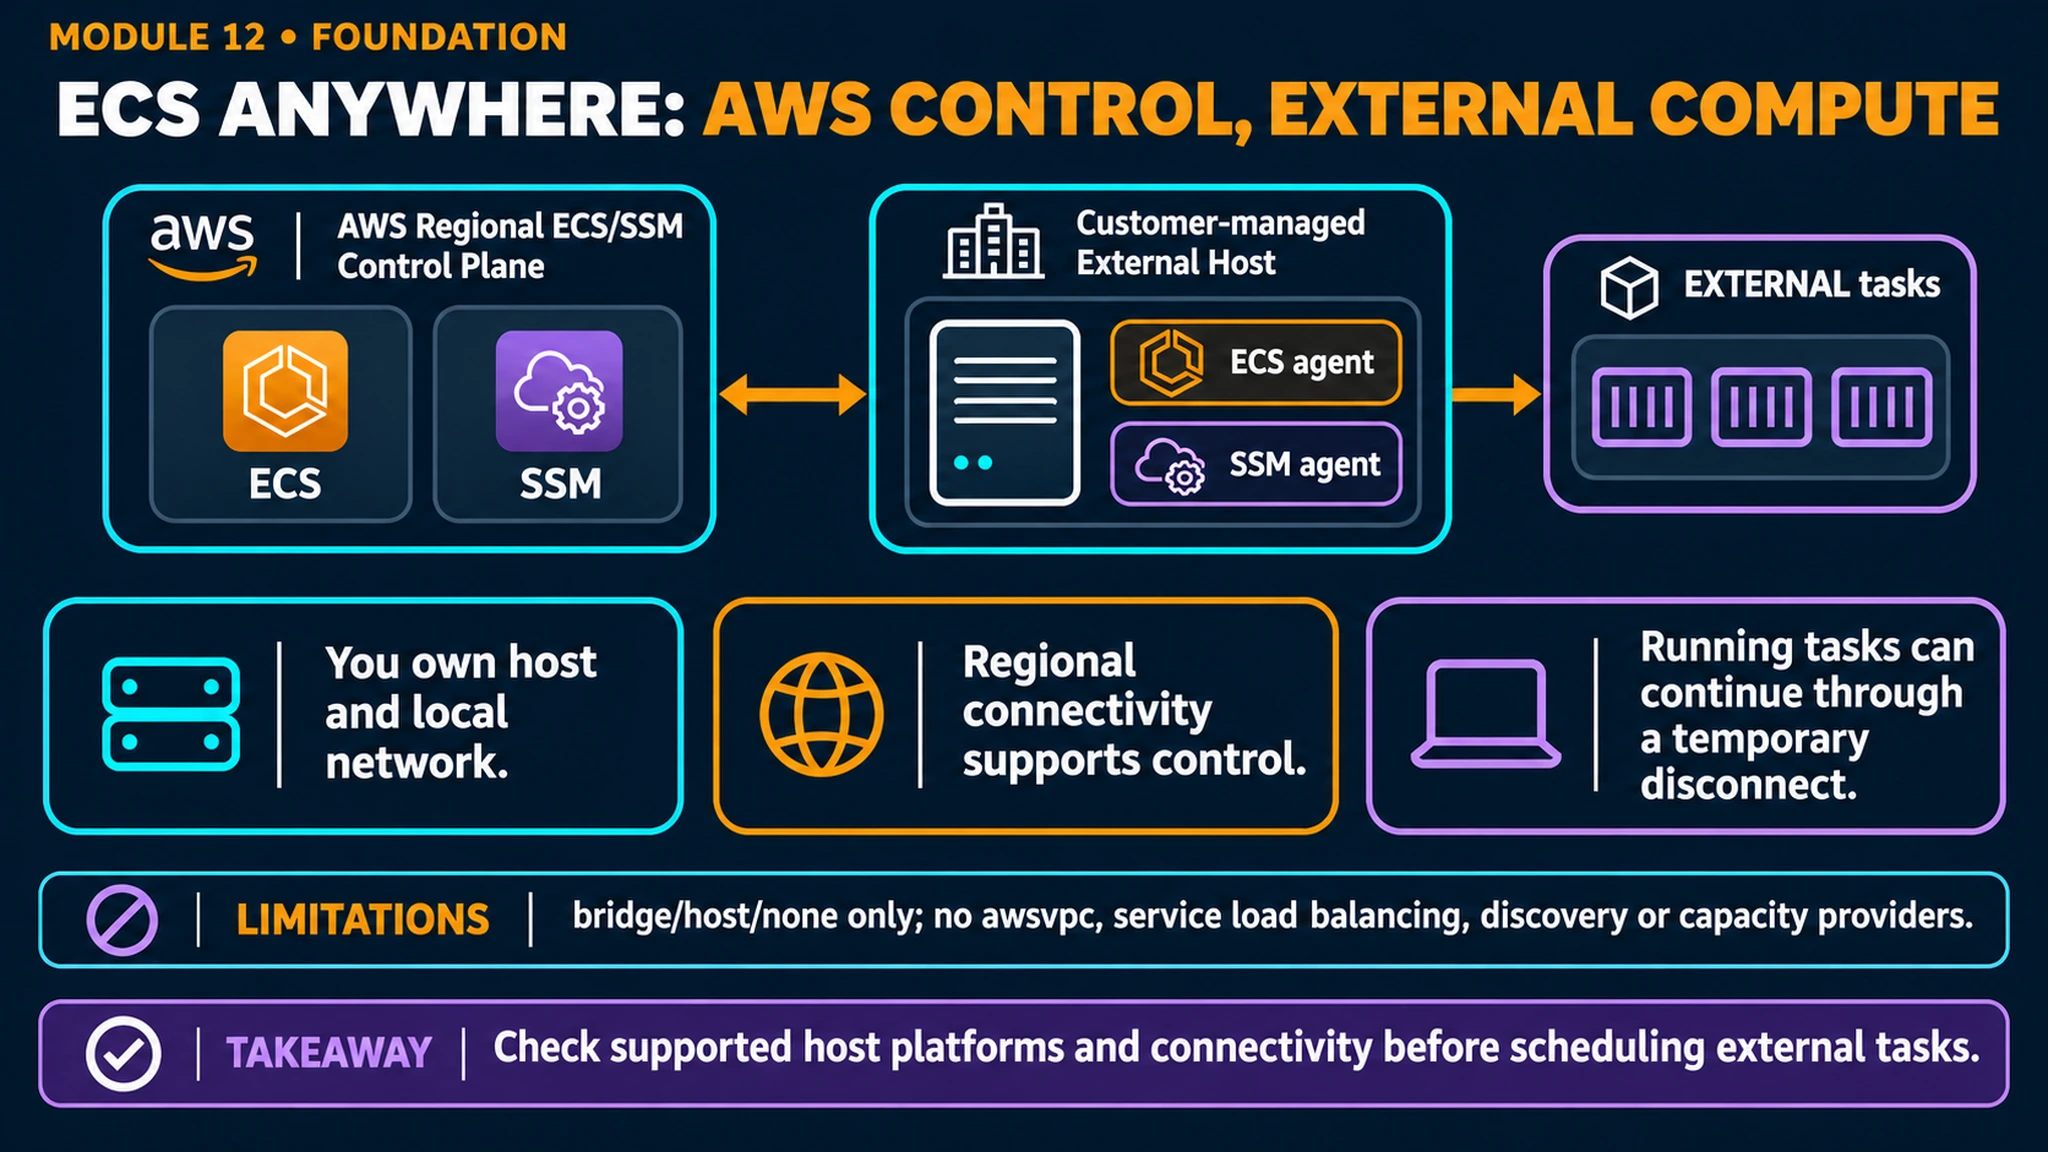 MODULE 12 • FOUNDATION
ECS ANYWHERE: AWS CONTROL, EXTERNAL COMPUTE
aws
AWS Regional ECS/SSM
Control Plane
ECS
SSM
Customer-managed
External Host
ECS agent
SSM agent
EXTERNAL tasks
You own host
and local
network.
Regional
connectivity
supports control.
Running tasks can
continue through
a temporary
disconnect.
LIMITATIONS
bridge/host/none only; no awsvpc, service load balancing, discovery or capacity providers.
TAKEAWAY
Check supported host platforms and connectivity before scheduling external tasks.